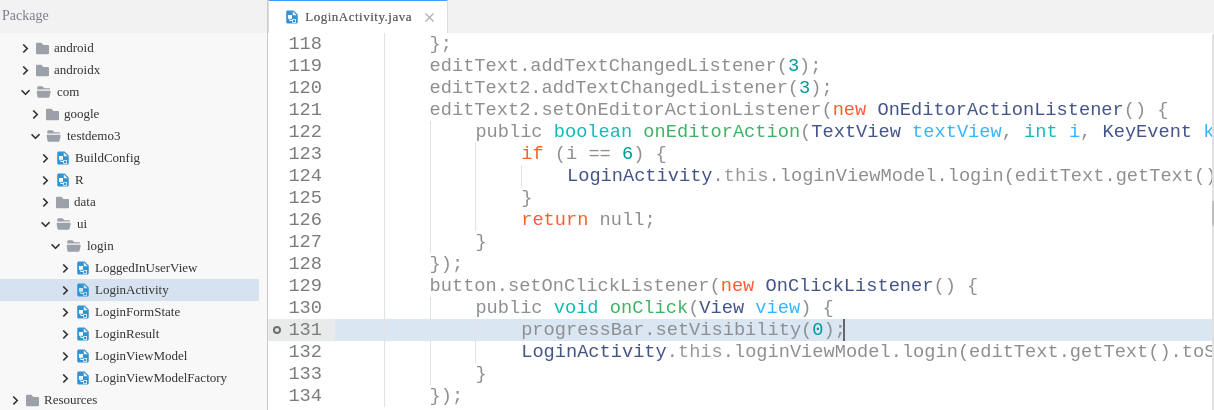 Package
android
androidx
com
google
testdemo3
BuildConfig
R
data
ui
login
LoggedInUserView
LoginActivity
LoginFormState
LoginResult
LoginViewModel
LoginViewModelFactory
Resources
LoginActivity.java
118 };
119 editText.addTextChangedListener(3);
120 editText2.addTextChangedListener(3);
121 editText2.setOnEditorActionListener(new OnEditorActionListener() {
122 public boolean onEditorAction(TextView textView, int i, KeyEvent k
123 if (i == 6) {
124 LoginActivity.this.loginViewModel.login(editText.getText()
125 }
126 return null;
127 }
128 });
129 button.setOnClickListener(new OnClickListener() {
130 public void onClick(View view) {
131 progressBar.setVisibility(0);
132 LoginActivity.this.loginViewModel.login(editText.getText().toS
133 }
134 });